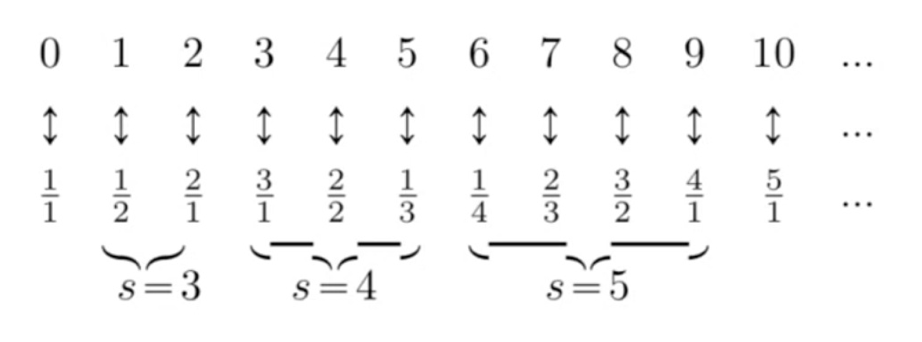 0 1 2 3 4 5 6 7 8 9 10 ...
↕ ↕ ↕ ↕ ↕ ↕ ↕ ↕ ↕ ↕ ↕ ...
1/1 1/2 2/1 3/1 2/2 1/3 1/4 2/3 3/2 4/1 5/1 ...
s=3 s=4 s=5